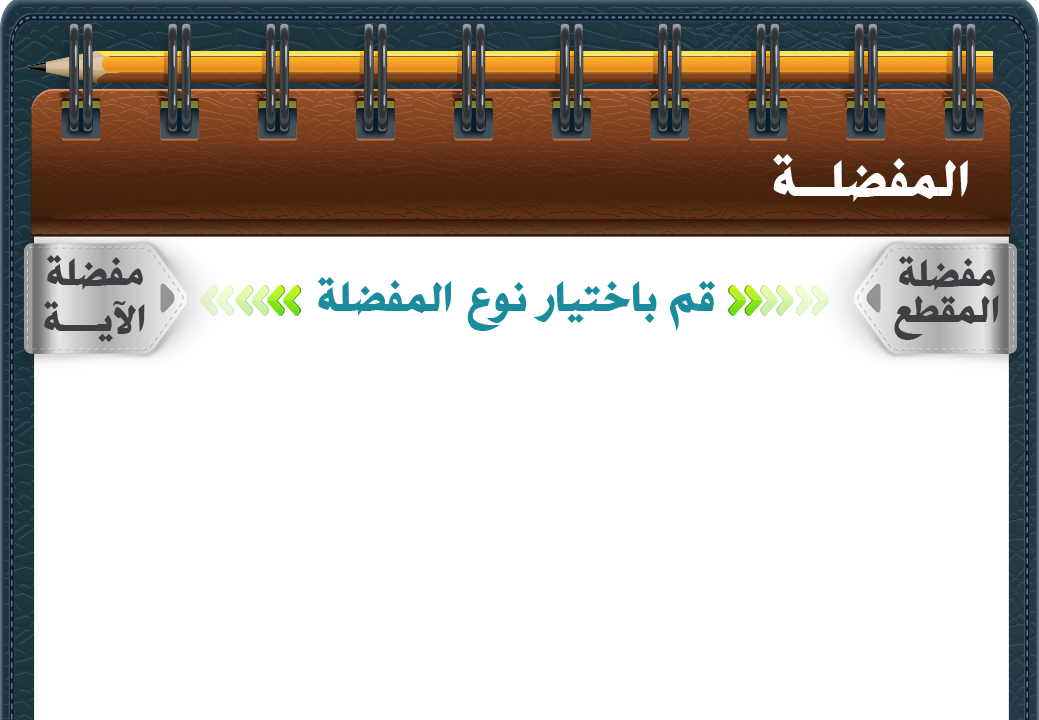 المفضلـــة
مفضلة
المقطع
قم باختيار نوع المفضلة
مفضلة
الآيـــة